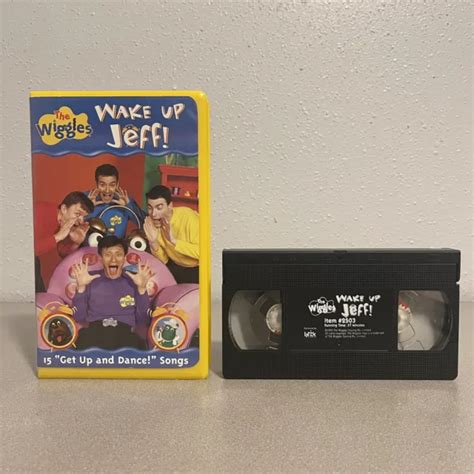 The
Wiggles
WAKE UP
Jeff!
15 "Get Up and Dance!" Songs
The
Wiggles
WAKE UP
Jeff!
Item #2503
Running Time: 37 minutes